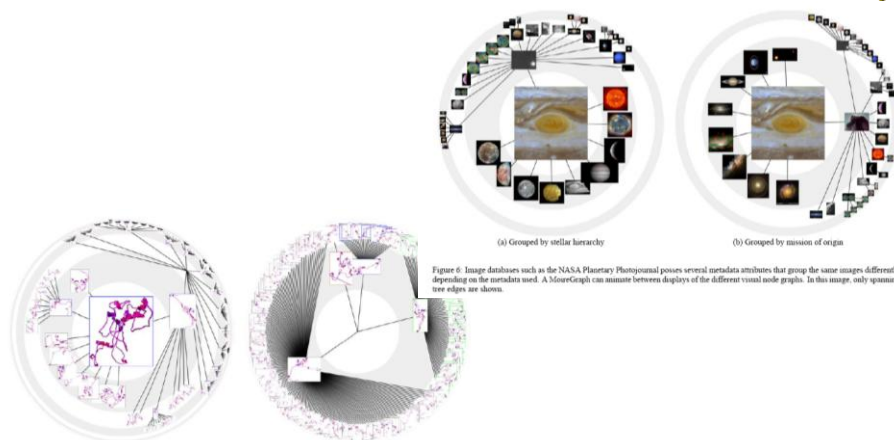 (a) Grouped by stellar hierarchy
(b) Grouped by mission of origin
Figure 6: Image databases such as the NASA Planetary Photojournal posses several metadata attributes that group the same images
depending on the metadata used. A MoireGraph can animate between displays of the different visual node graphs. In this image, only
tree edges are shown.